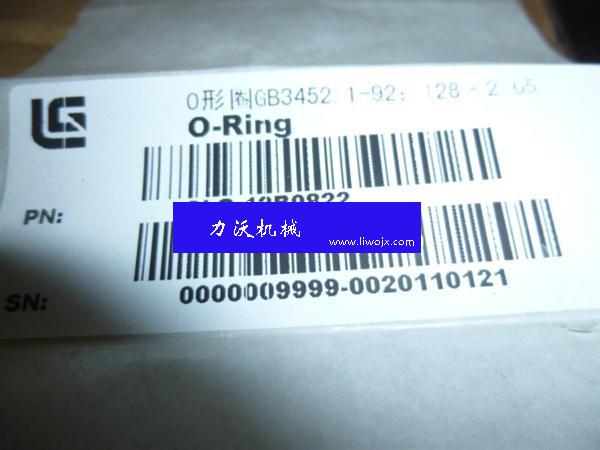 O形圈GB3452.1-92: 128×2.65
O-Ring
PN:
力沃机械
www.liwojx.com
SN:
0000009999-0020110121